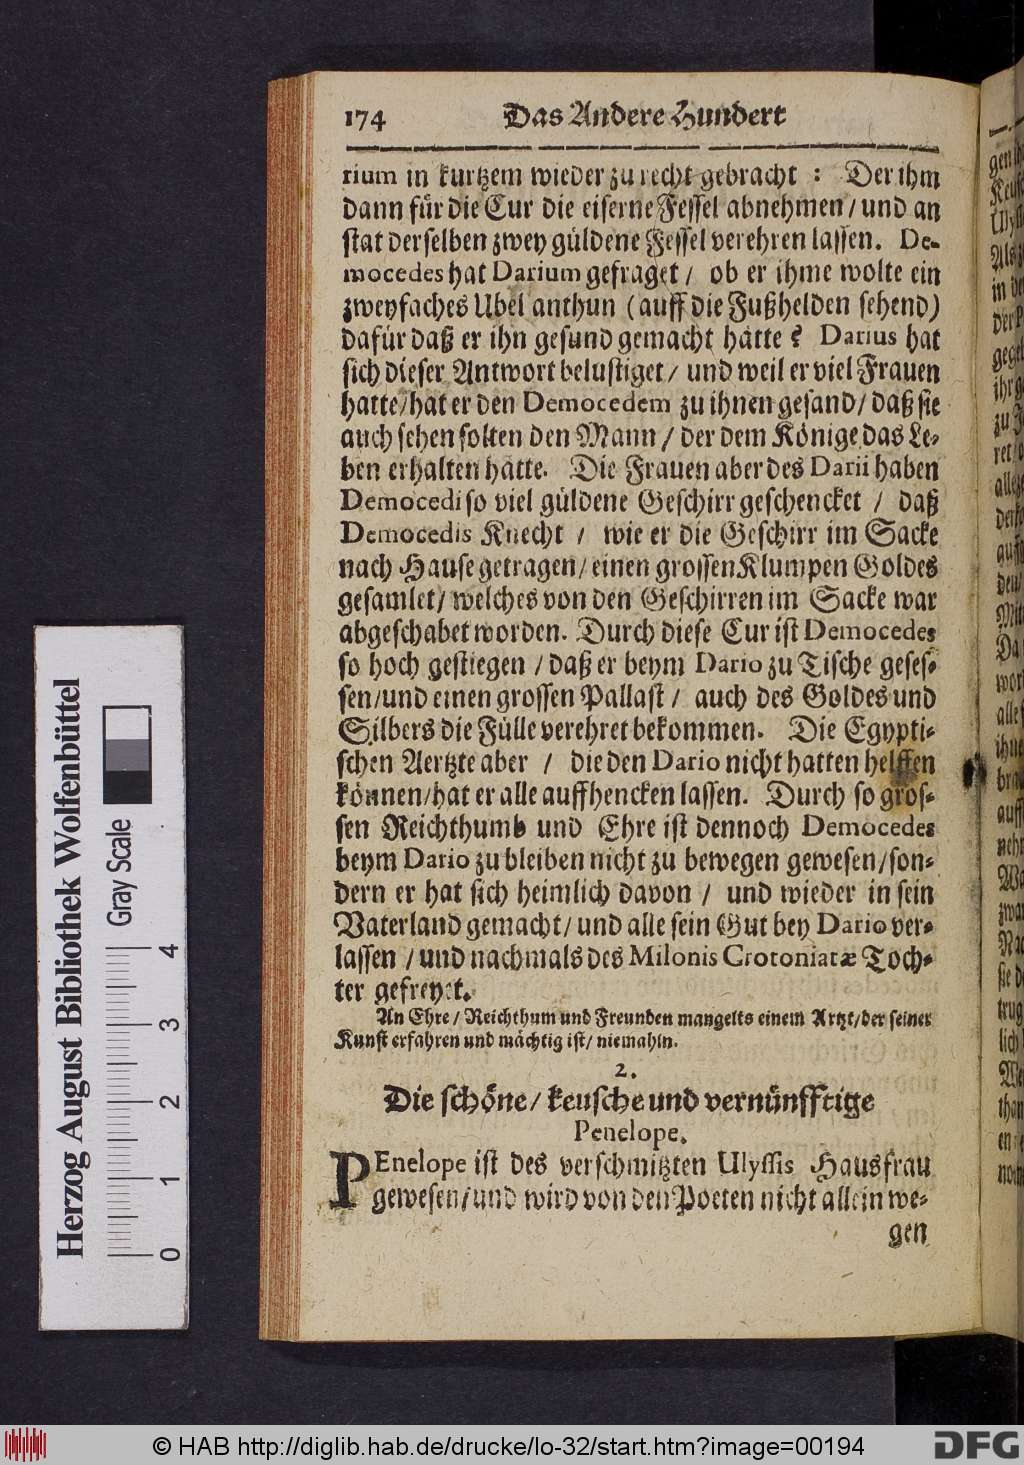 174 Das Andere Hundert
rium in kurtzem wieder zu recht gebracht : Der ihm
dann für die Cur die eiserne Fessel abnehmen / und an
stat derselben zwey güldene Fessel verehren lassen. De-
mocedes hat Darium gefraget / ob er ihme wolte ein
zweyfaches Ubel anthun (auff die Fußhelden sehend)
dafür daß er ihn gesund gemacht hätte? Darius hat
sich dieser Antwort belustiget / und weil er viel Frauen
hatte / hat er den Democedem zu ihnen gesand / daß sie
auch sehen solten den Mann / der dem Könige das Le-
ben erhalten hätte. Die Frauen aber des Darii haben
Democedi so viel güldene Geschirr geschencket / daß
Democedis Knecht / wie er die Geschirr im Sacke
nach Hause getragen / einen grossen Klumpen Goldes
gesamlet / welches von den Geschirren im Sacke war
abgeschabet worden. Durch diese Cur ist Democedes
so hoch gestiegen / daß er beym Dario zu Tische geses-
sen / und einen grossen Pallast / auch des Goldes und
Silbers die Fülle verehret bekommen. Die Egypti-
schen Aertzte aber / die den Dario nicht hatten helffen
können / hat er alle auffhencken lassen. Durch so gros-
sen Reichthumb und Ehre ist dennoch Democedes
beym Dario zu bleiben nicht zu bewegen gewesen / son-
dern er hat sich heimlich davon / und wieder in sein
Vaterland gemacht / und alle sein Gut bey Dario ver-
lassen / und nachmals des Milonis Crotoniatæ Toch-
ter gefreyet.
An Ehre / Reichthum und Freunden mangelts einem Artzt / der seiner
Kunst erfahren und mächtig ist / niemahln.
2.
Die schöne / keusche und vernünfftige
Penelope.
PEnelope ist des verschmitzten Ulyssis Hausfrau
gewesen / und wird von den Poeten nicht allein we-
gen
Herzog August Bibliothek Wolfenbüttel
Gray Scale
0 1 2 3 4
© HAB http://diglib.hab.de/drucke/lo-32/start.htm?image=00194
DFG